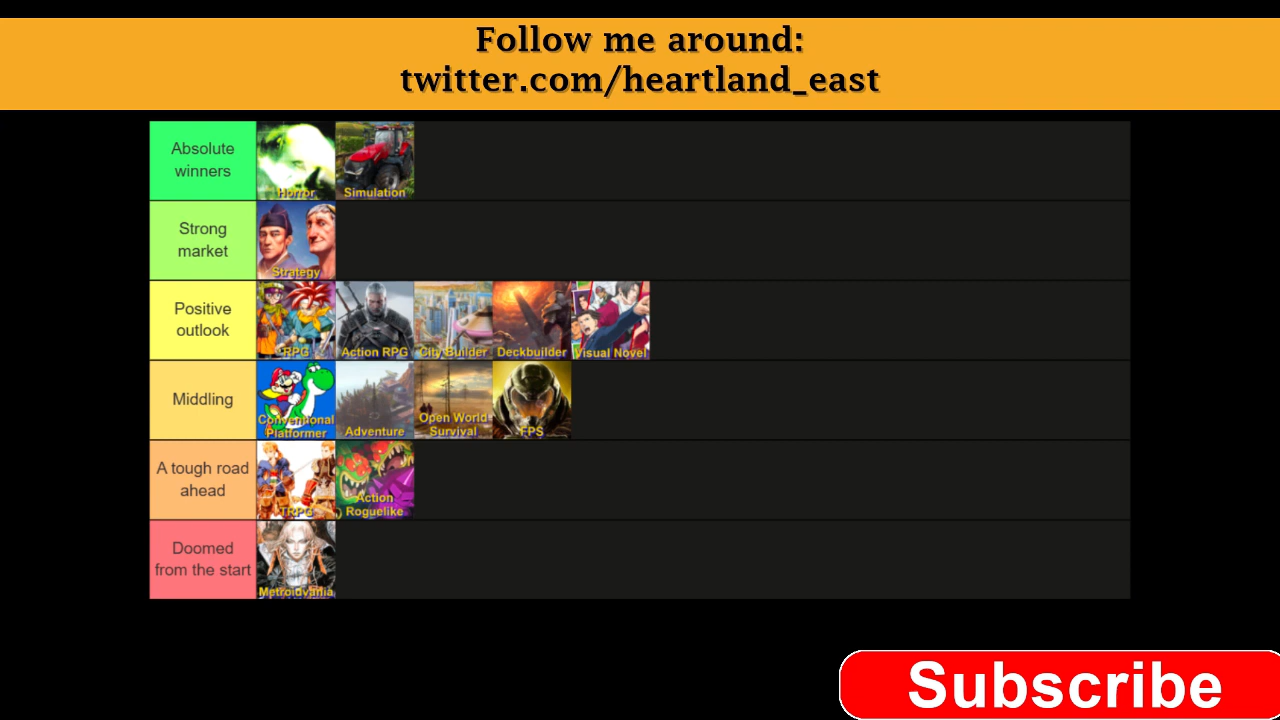 Follow me around:
twitter.com/heartland_east
Absolute
winners
Horror
Simulation
Strong
market
Strategy
Positive
outlook
RPG
Action RPG
City Builder
Deckbuilder
Visual Novel
Middling
Conventional
Platformer
Adventure
Open World
Survival
FPS
A tough road
ahead
TRPG
Action
Roguelike
Doomed
from the start
Metroidvania
Subscribe